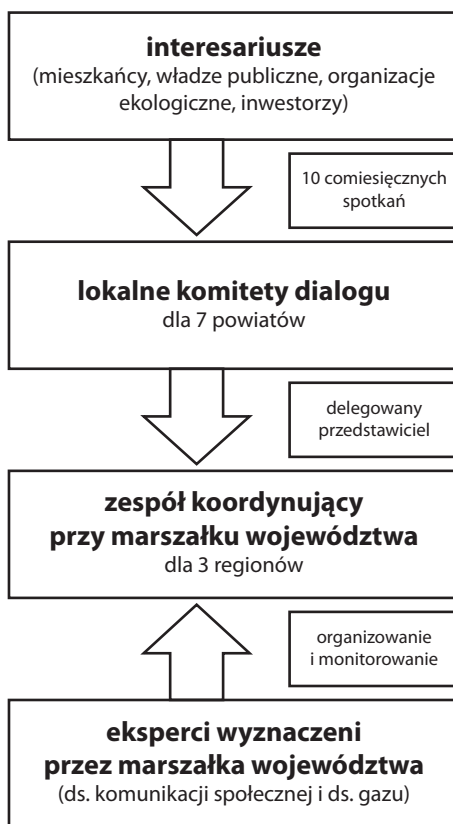 interesariusze
(mieszkańcy, władze publiczne, organizacje
ekologiczne, inwestorzy)
10 comiesięcznych
spotkań
lokalne komitety dialogu
dla 7 powiatów
delegowany
przedstawiciel
zespół koordynujący
przy marszałku województwa
dla 3 regionów
organizowanie
i monitorowanie
eksperci wyznaczeni
przez marszałka województwa
(ds. komunikacji społecznej i ds. gazu)